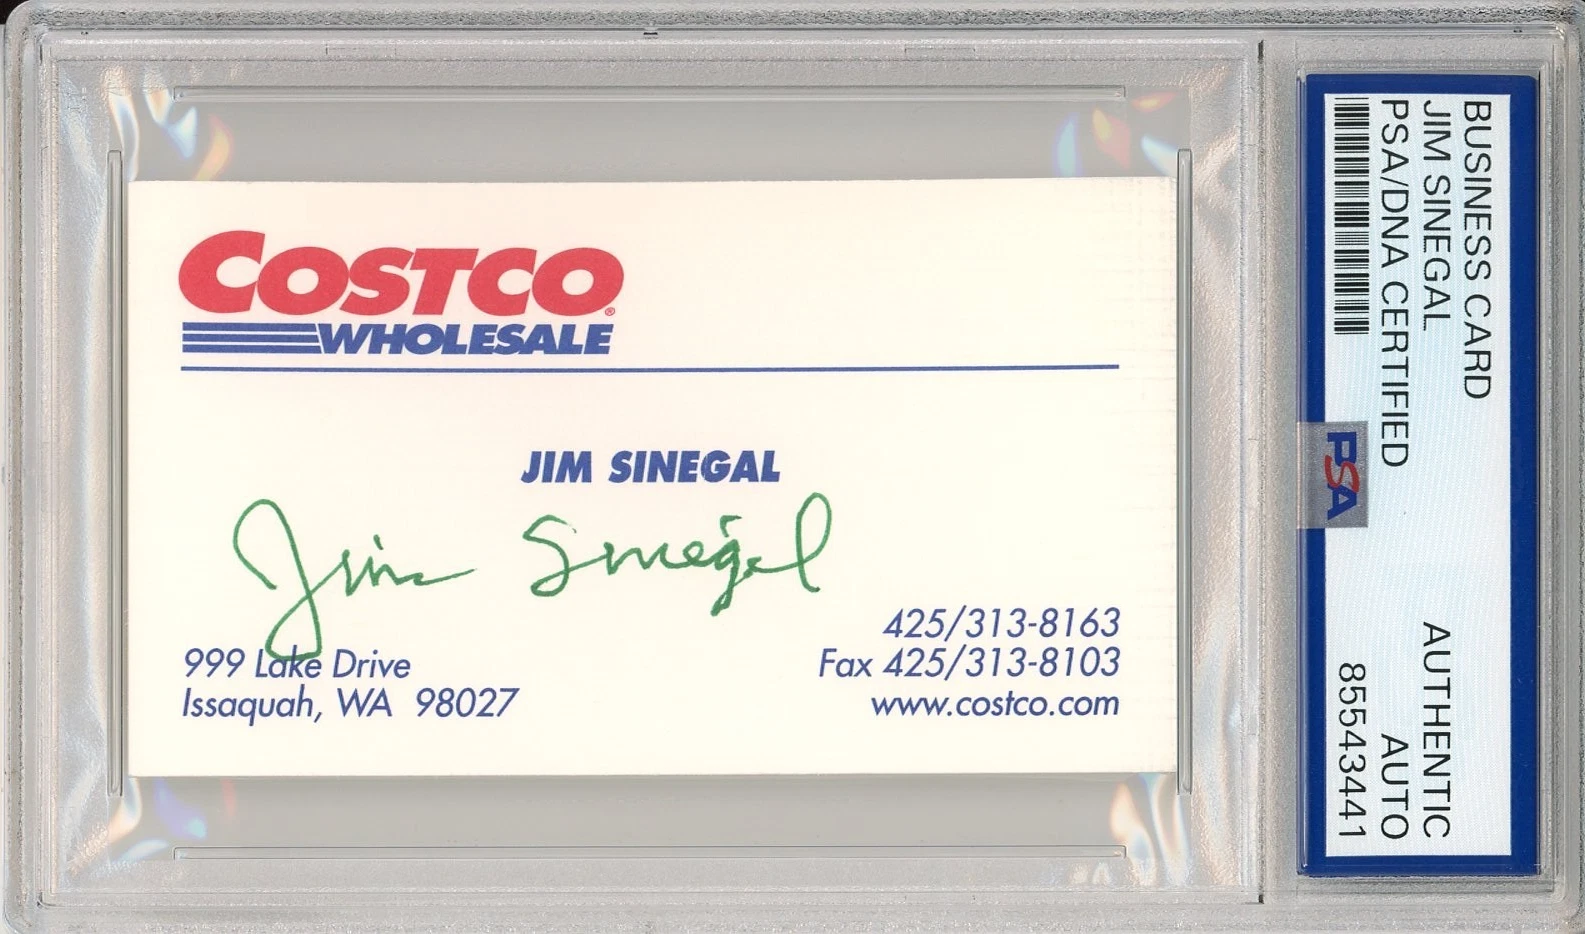 COSTCO®
WHOLESALE
JIM SINEGAL
Jim Sinegal
999 Lake Drive
Issaquah, WA 98027
425/313-8163
Fax 425/313-8103
www.costco.com
BUSINESS CARD
JIM SINEGAL
PSA/DNA CERTIFIED
AUTHENTIC
AUTO
85543441
PSA